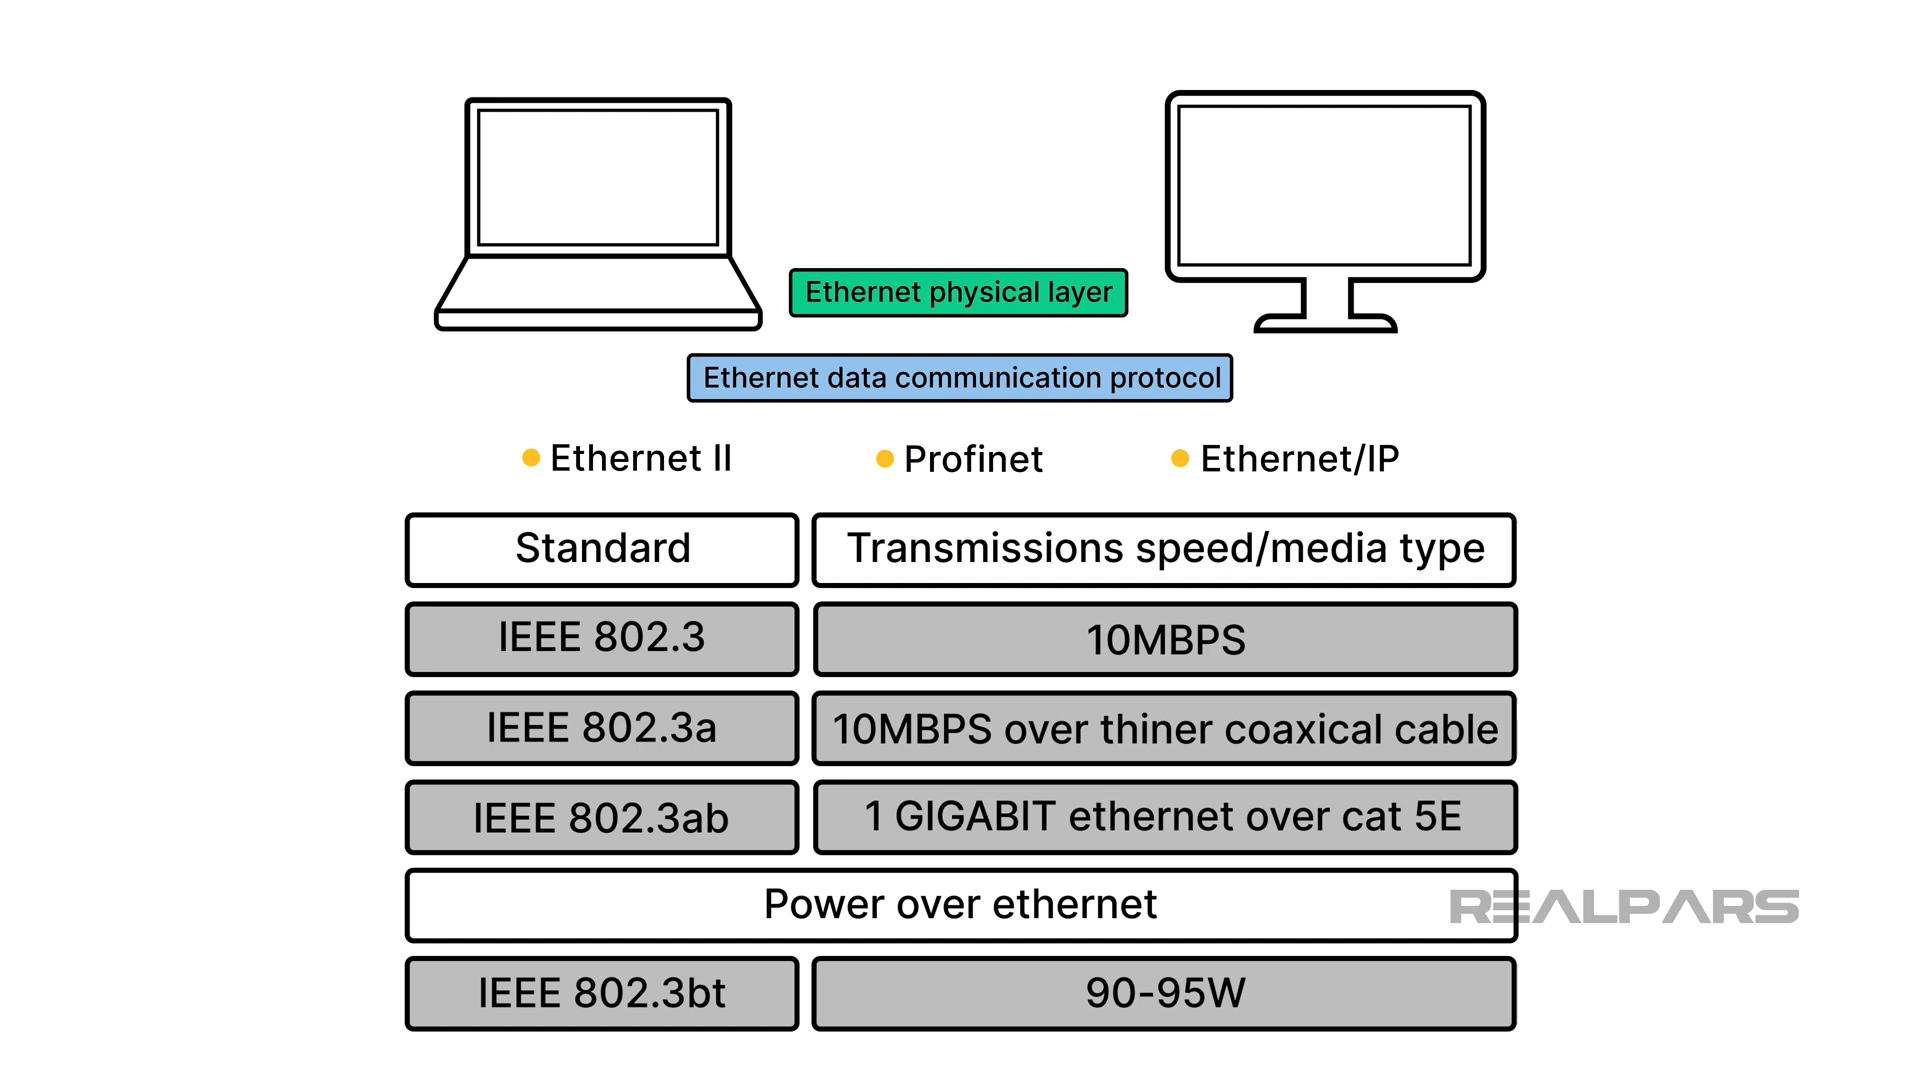 Ethernet physical layer
Ethernet data communication protocol
Ethernet II
Profinet
Ethernet/IP
Standard
Transmissions speed/media type
IEEE 802.3
10MBPS
IEEE 802.3a
10MBPS over thiner coaxical cable
IEEE 802.3ab
1 GIGABIT ethernet over cat 5E
Power over ethernet
REALPARS
IEEE 802.3bt
90-95W